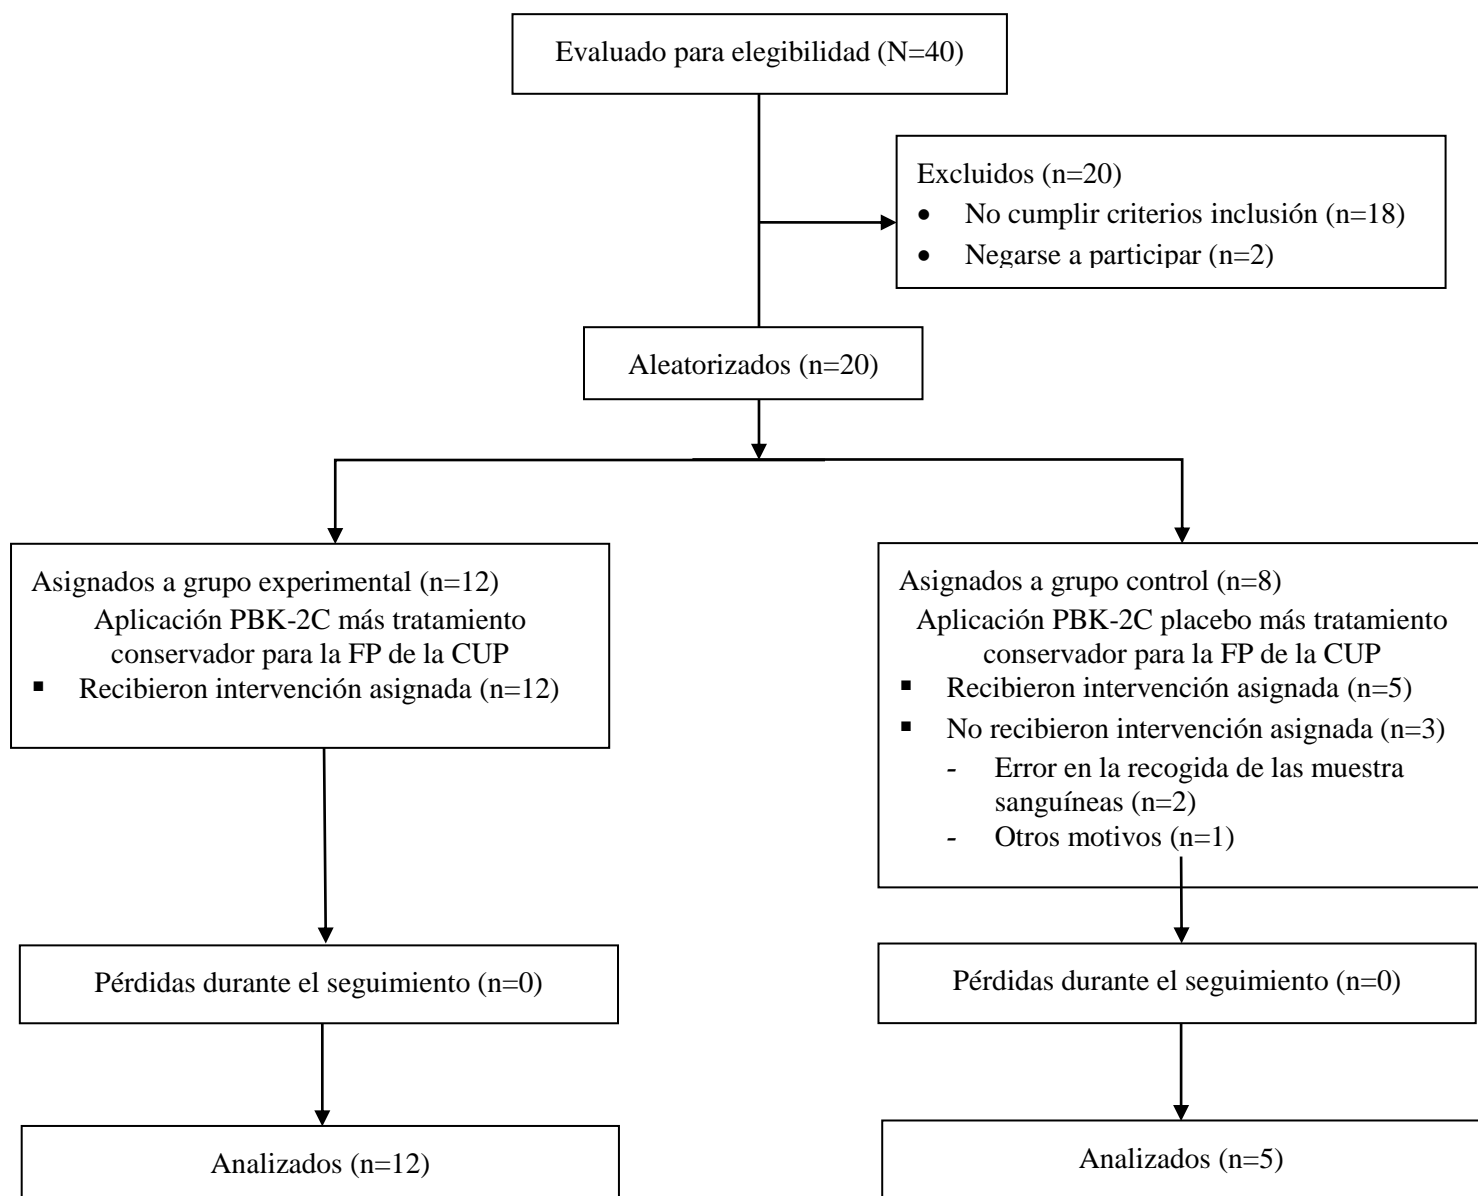 Evaluado para elegibilidad (N=40)
Excluidos (n=20)
• No cumplir criterios inclusión (n=18)
• Negarse a participar (n=2)
Aleatorizados (n=20)
Asignados a grupo experimental (n=12)
Aplicación PBK-2C más tratamiento
conservador para la FP de la CUP
▪ Recibieron intervención asignada (n=12)
Asignados a grupo control (n=8)
Aplicación PBK-2C placebo más tratamiento
conservador para la FP de la CUP
▪ Recibieron intervención asignada (n=5)
▪ No recibieron intervención asignada (n=3)
- Error en la recogida de las muestra
sanguíneas (n=2)
- Otros motivos (n=1)
Pérdidas durante el seguimiento (n=0)
Pérdidas durante el seguimiento (n=0)
Analizados (n=12)
Analizados (n=5)